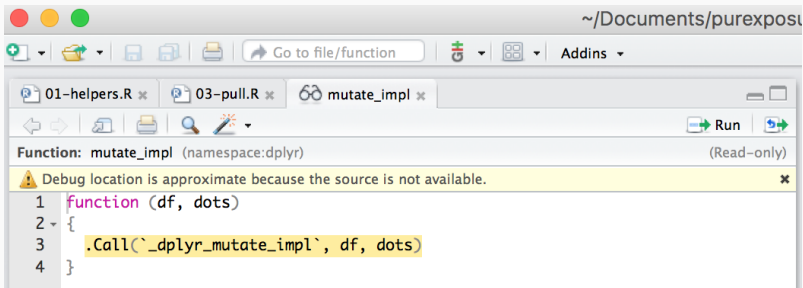 ~/Documents/purexposu
Go to file/function
Addins
01-helpers.R
03-pull.R
mutate_impl
Run
Function: mutate_impl (namespace:dplyr)
(Read-only)
Debug location is approximate because the source is not available.
1 function (df, dots)
2 {
3 .Call(`_dplyr_mutate_impl`, df, dots)
4 }